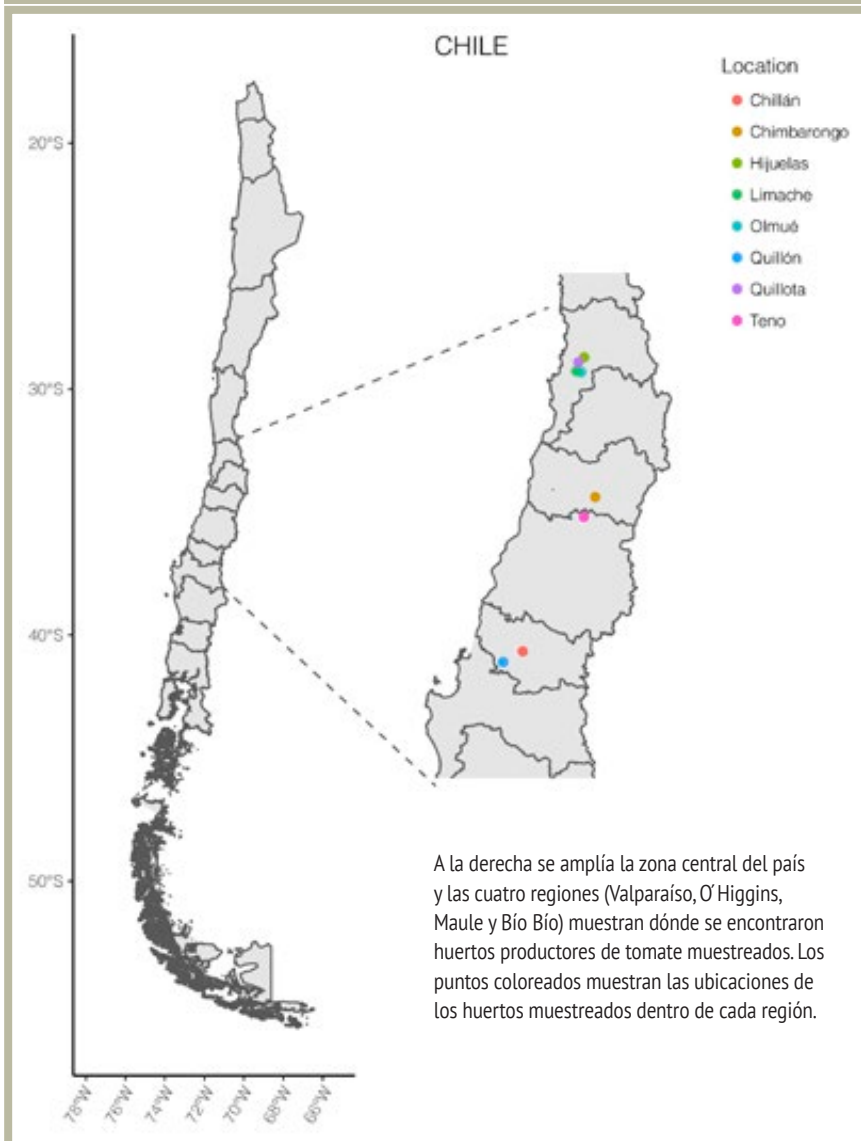 CHILE
Location
Chillán
Chimbarongo
Hijuelas
Limache
Olmué
Quillón
Quillota
Teno
20°S
30°S
40°S
50°S
78°W
76°W
74°W
72°W
70°W
68°W
66°W
A la derecha se amplía la zona central del país
y las cuatro regiones (Valparaíso, O´Higgins,
Maule y Bío Bío) muestran dónde se encontraron
huertos productores de tomate muestreados. Los
puntos coloreados muestran las ubicaciones de
los huertos muestreados dentro de cada región.